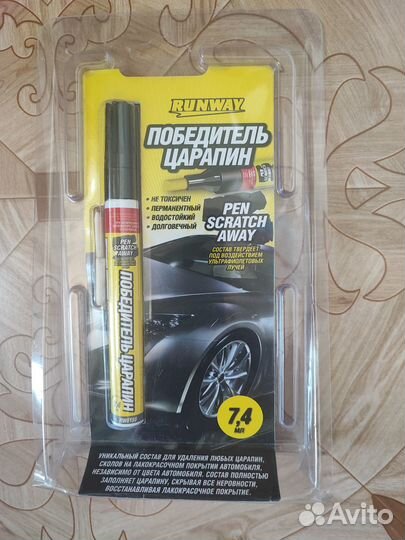 RUNWAY
ПОБЕДИТЕЛЬ
ЦАРАПИН
• НЕ ТОКСИЧЕН
• ПЕРМАНЕНТНЫЙ
• ВОДОСТОЙКИЙ
• ДОЛГОВЕЧНЫЙ
PEN
SCRATCH
AWAY
СОСТАВ ТВЕРДЕЕТ
ПОД ВОЗДЕЙСТВИЕМ
УЛЬТРАФИОЛЕТОВЫХ
ЛУЧЕЙ
PEN
SCRATCH
AWAY
ПОБЕДИТЕЛЬ ЦАРАПИН
7,4
МЛ
УНИКАЛЬНЫЙ СОСТАВ ДЛЯ УДАЛЕНИЯ ЛЮБЫХ ЦАРАПИН,
СКОЛОВ НА ЛАКОКРАСОЧНОМ ПОКРЫТИИ АВТОМОБИЛЯ,
НЕЗАВИСИМО ОТ ЦВЕТА АВТОМОБИЛЯ. СОСТАВ ПОЛНОСТЬЮ
ЗАПОЛНЯЕТ ЦАРАПИНУ, СКРЫВАЯ ВСЕ НЕРОВНОСТИ,
ВОССТАНАВЛИВАЯ ЛАКОКРАСОЧНОЕ ПОКРЫТИЕ.
Avito